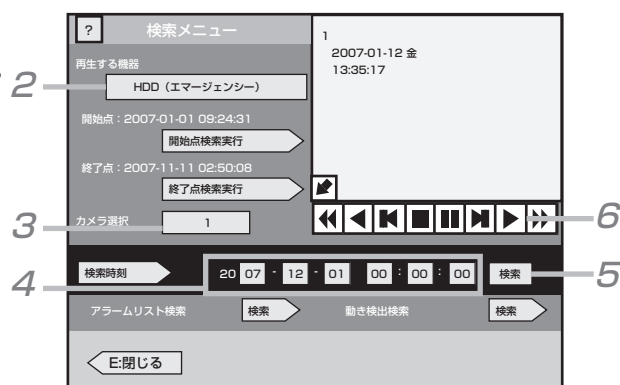 ? 検索メニュー
再生する機器
2
HDD（エマージェンシー）
開始点：2007-01-01 09:24:31
開始点検索実行
終了点：2007-11-11 02:50:08
終了点検索実行
3
カメラ選択 1
1
2007-01-12 金
13:35:17
6
4
検索時刻 20 07 - 12 - 01 00 : 00 : 00 検索
5
アラームリスト検索 検索 動き検出検索 検索
E:閉じる